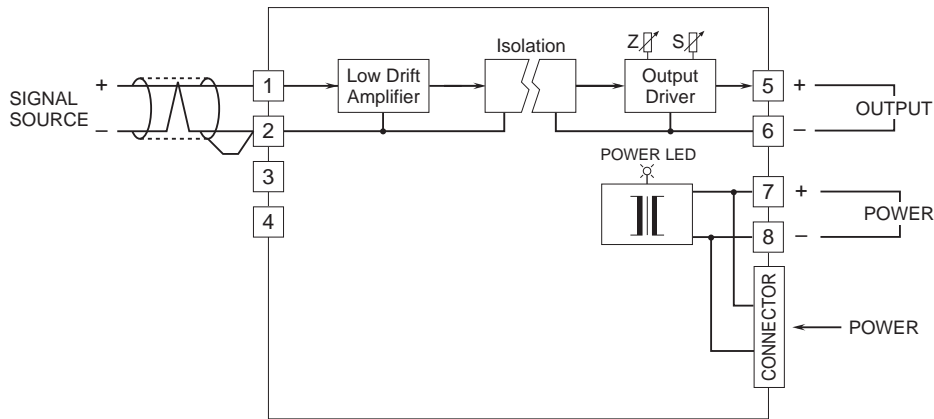 Isolation
Z
S
+
SIGNAL
SOURCE
–
1
Low Drift
Amplifier
Output
Driver
5
+
OUTPUT
2
6
–
3
POWER LED
7
+
POWER
4
8
–
CONNECTOR
POWER